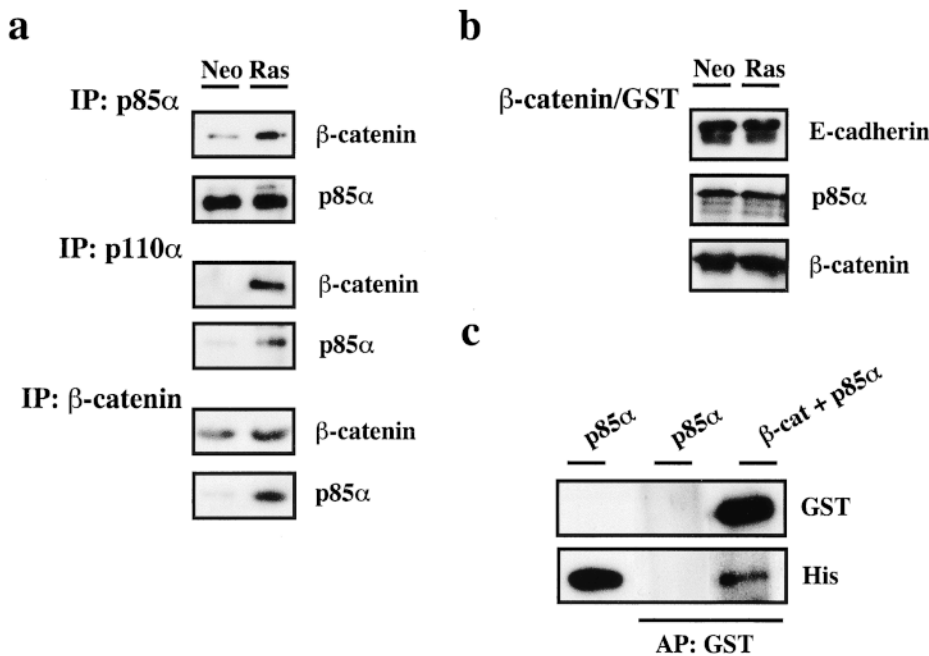 a
Neo Ras
IP: p85α
β-catenin
p85α
IP: p110α
β-catenin
p85α
IP: β-catenin
β-catenin
p85α
b
Neo Ras
β-catenin/GST
E-cadherin
p85α
β-catenin
c
p85α
p85α
β-cat + p85α
GST
His
AP: GST